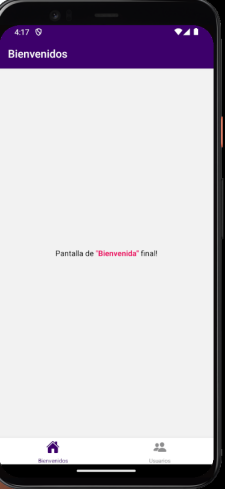 4:17
Bienvenidos
Pantalla de "Bienvenida" final!
Bienvenidos
Usuarios